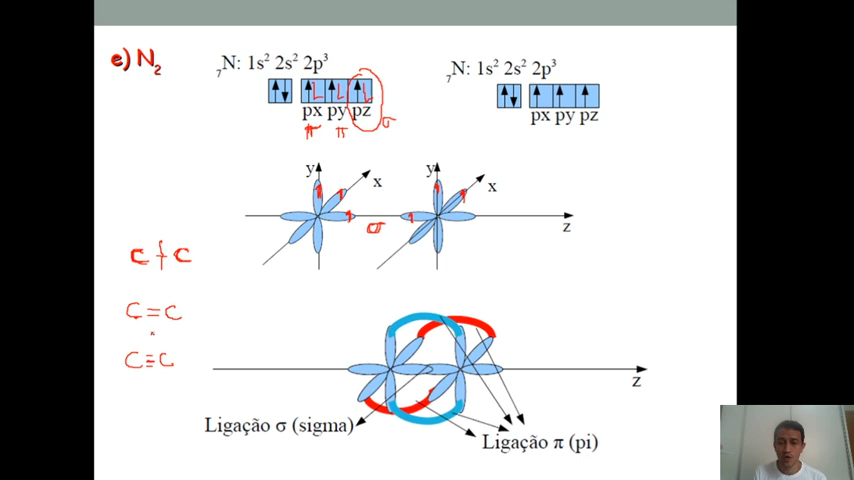 e) N₂
₇N: 1s² 2s² 2p³
px py pz
π π σ
₇N: 1s² 2s² 2p³
px py pz
y
x
y
x
σ
z
C + C
C = C
C ≡ C
z
Ligação σ (sigma)
Ligação π (pi)